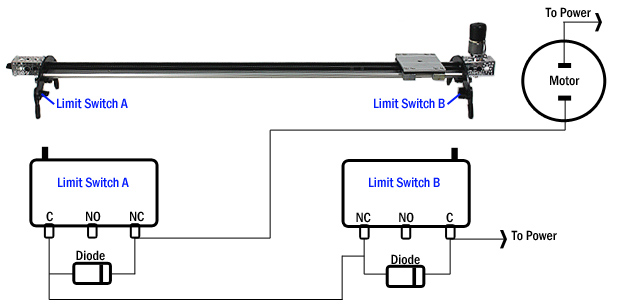 To Power
Motor
Limit Switch A
Limit Switch B
Limit Switch A
C NO NC
Diode
Limit Switch B
NC NO C
To Power
Diode